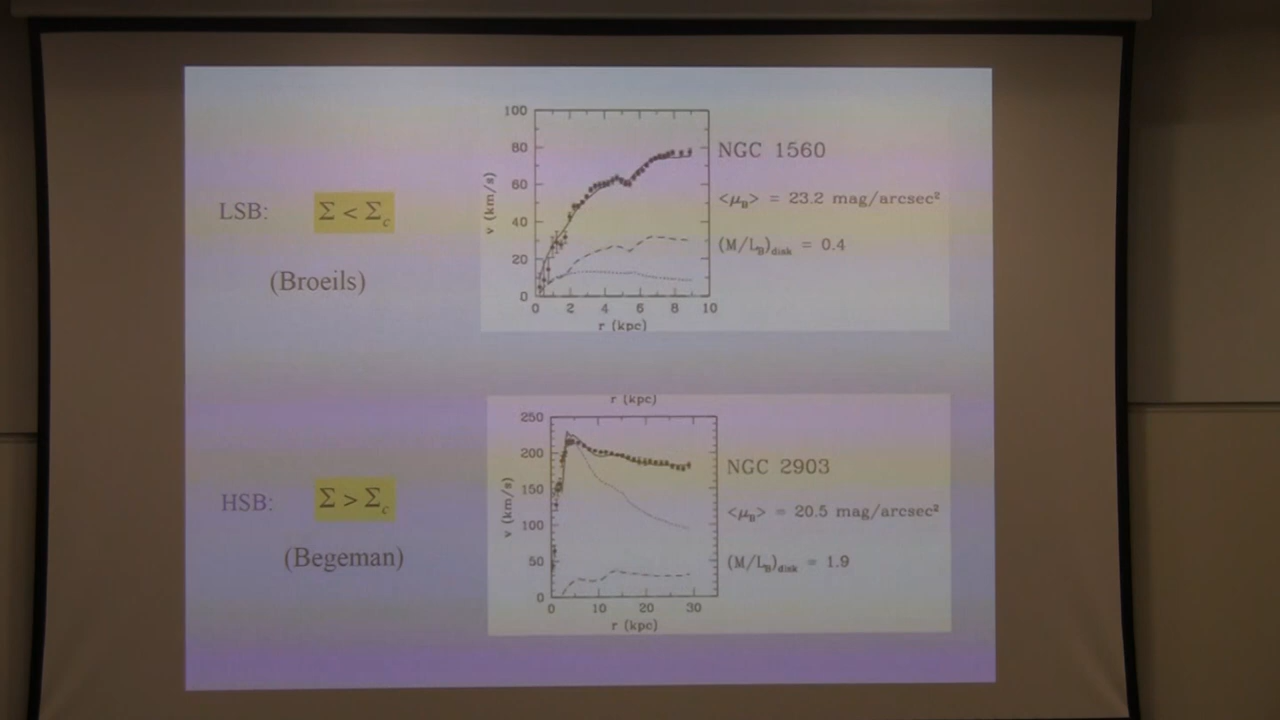 LSB: Σ < Σc
(Broeils)
100
80
60
40
20
0
v (km/s)
0 2 4 6 8 10
r (kpc)
NGC 1560
<μB> = 23.2 mag/arcsec²
(M/LB)disk = 0.4
HSB: Σ > Σc
(Begeman)
r (kpc)
250
200
150
100
50
0
v (km/s)
0 10 20 30
r (kpc)
NGC 2903
<μB> = 20.5 mag/arcsec²
(M/LB)disk = 1.9